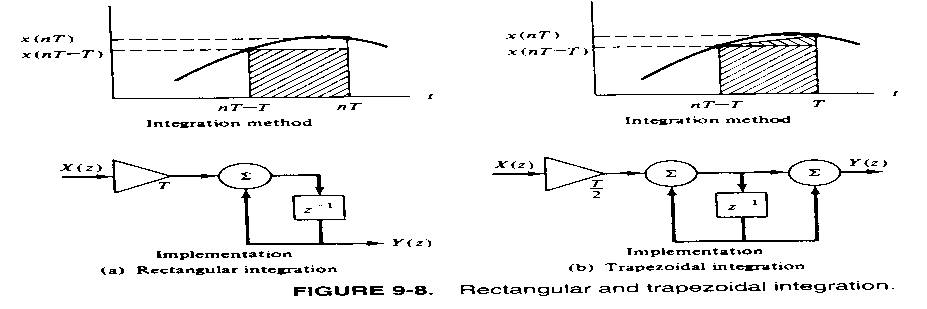 x(nT)
x(nT−T)
nT−T
nT
t
Integration method
X(z)
T
Σ
z⁻¹
Y(z)
Implementation
(a) Rectangular integration
x(nT)
x(nT−T)
nT−T
T
t
Integration method
X(z)
T/2
Σ
z⁻¹
Σ
Y(z)
Implementation
(b) Trapezoidal integration
FIGURE 9-8. Rectangular and trapezoidal integration.